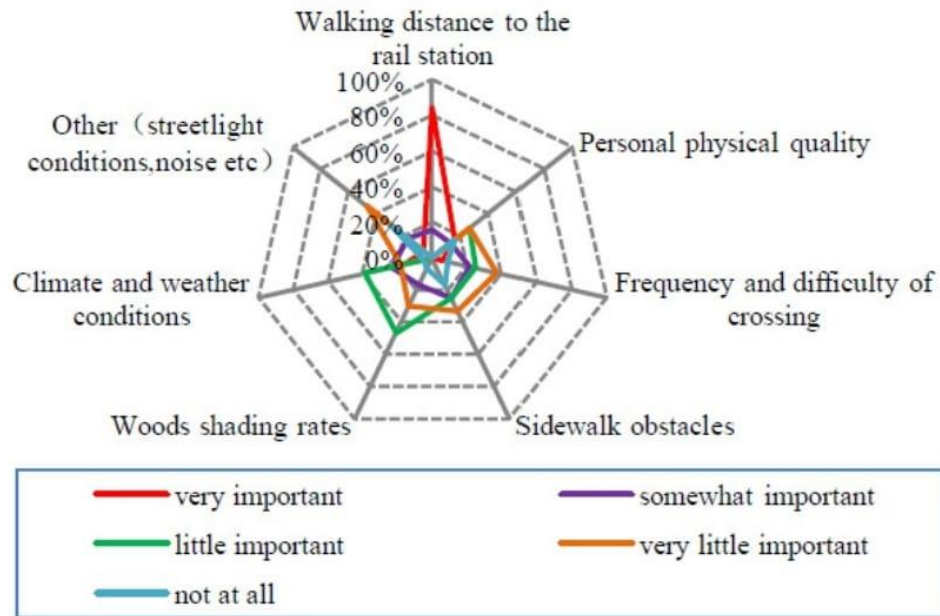 Walking distance to the
rail station
100%
80%
60%
40%
20%
0%
Other（streetlight
conditions,noise etc）
Personal physical quality
Climate and weather
conditions
Frequency and difficulty of
crossing
Woods shading rates
Sidewalk obstacles
very important
somewhat important
little important
very little important
not at all